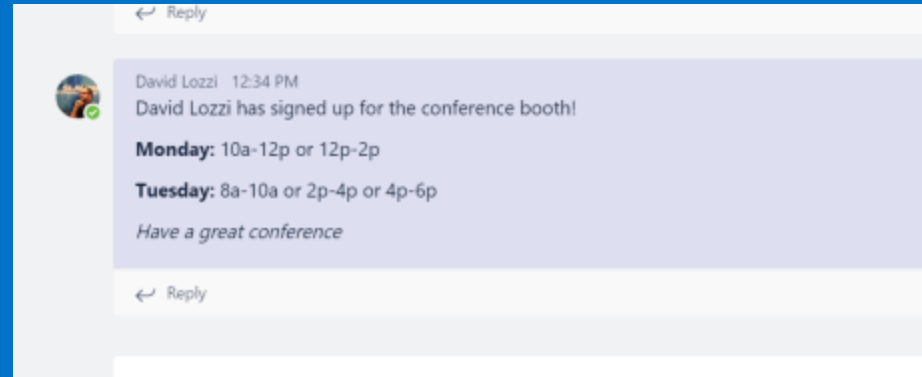 Reply
David Lozzi 12:34 PM
David Lozzi has signed up for the conference booth!
Monday: 10a-12p or 12p-2p
Tuesday: 8a-10a or 2p-4p or 4p-6p
Have a great conference
Reply